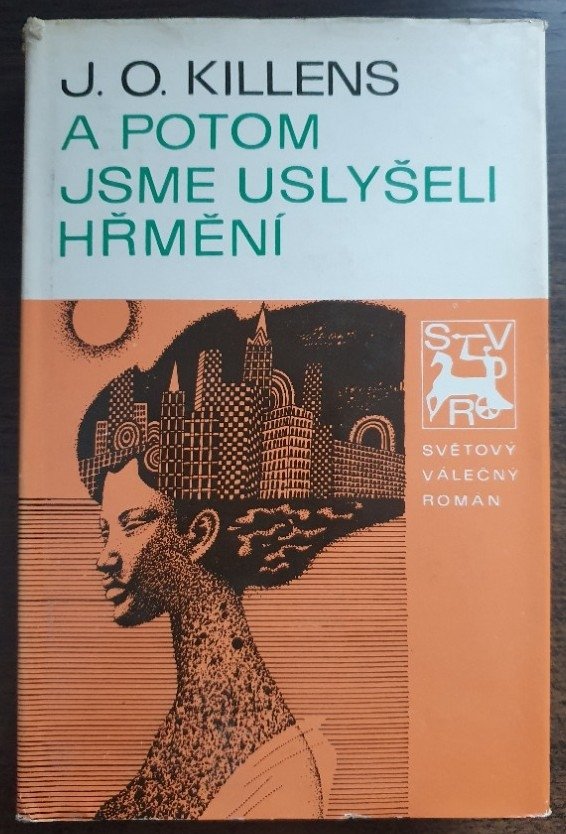 J. O. KILLENS
A POTOM
JSME USLYŠELI
HŘMĚNÍ
S V
R
SVĚTOVÝ
VÁLEČNÝ
ROMÁN